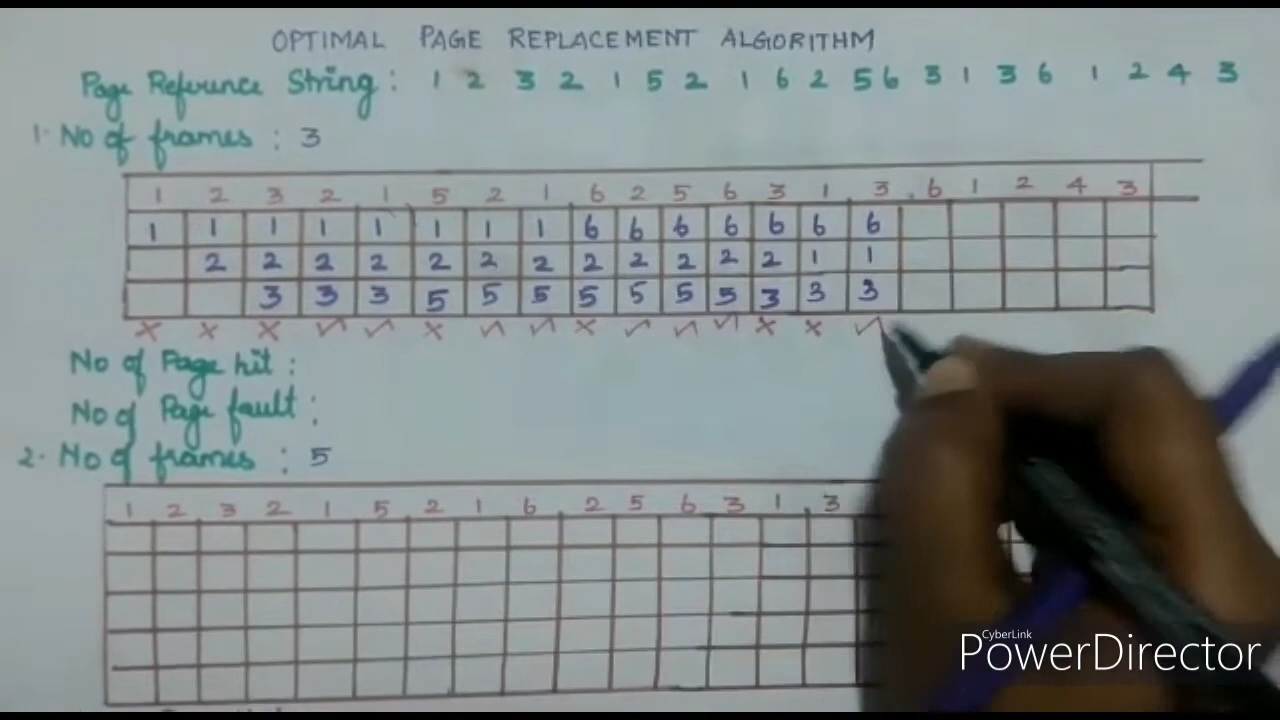 OPTIMAL PAGE REPLACEMENT ALGORITHM
Page Reference String : 1 2 3 2 1 5 2 1 6 2 5 6 3 1 3 6 1 2 4 3
1. No of frames : 3
1 2 3 2 1 5 2 1 6 2 5 6 3 1 3 6 1 2 4 3
1 1 1 1 1 1 1 1 6 6 6 6 6 6 6
2 2 2 2 2 2 2 2 2 2 2 2 1 1
3 3 3 5 5 5 5 5 5 5 3 3 3
× × × ✓ ✓ × ✓ ✓ × ✓ ✓ ✓ × × ✓
No of Page hit :
No of Page fault :
2. No of frames : 5
1 2 3 2 1 5 2 1 6 2 5 6 3 1 3
CyberLink
PowerDirector